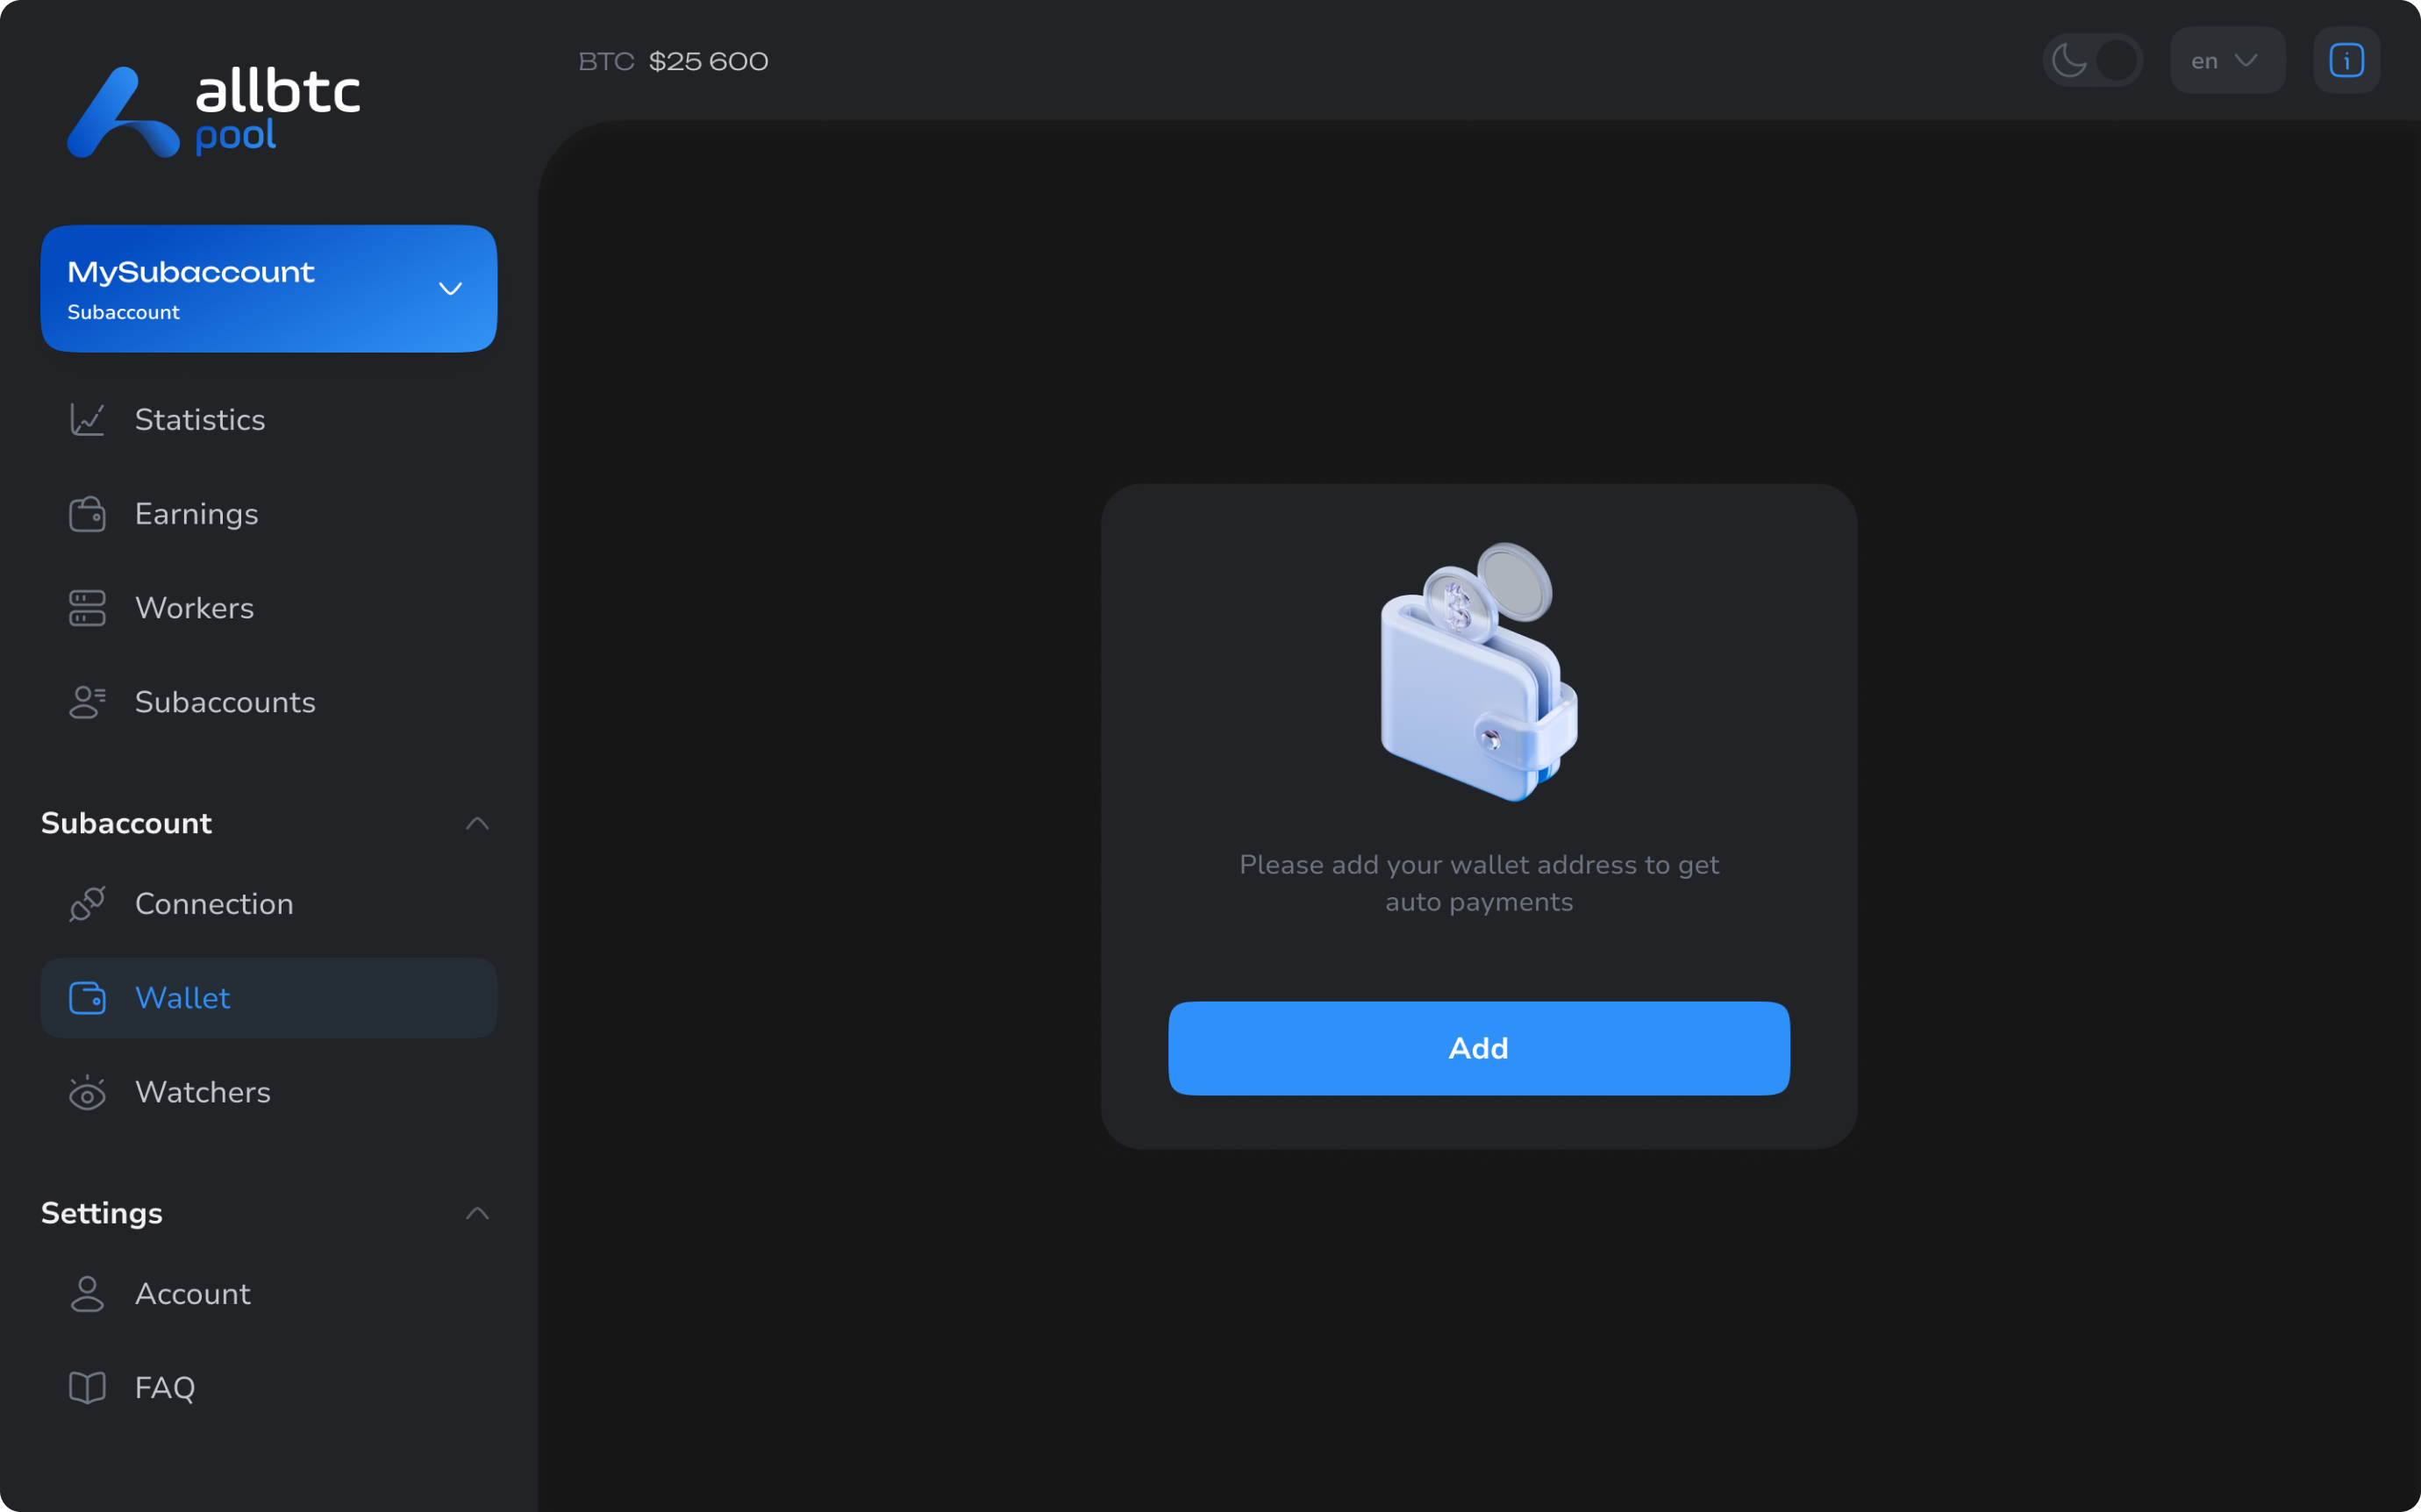 allbtc
pool
BTC $25 600
en
MySubaccount
Subaccount
Statistics
Earnings
Workers
Subaccounts
Subaccount
Connection
Wallet
Watchers
Settings
Account
FAQ
Please add your wallet address to get
auto payments
Add